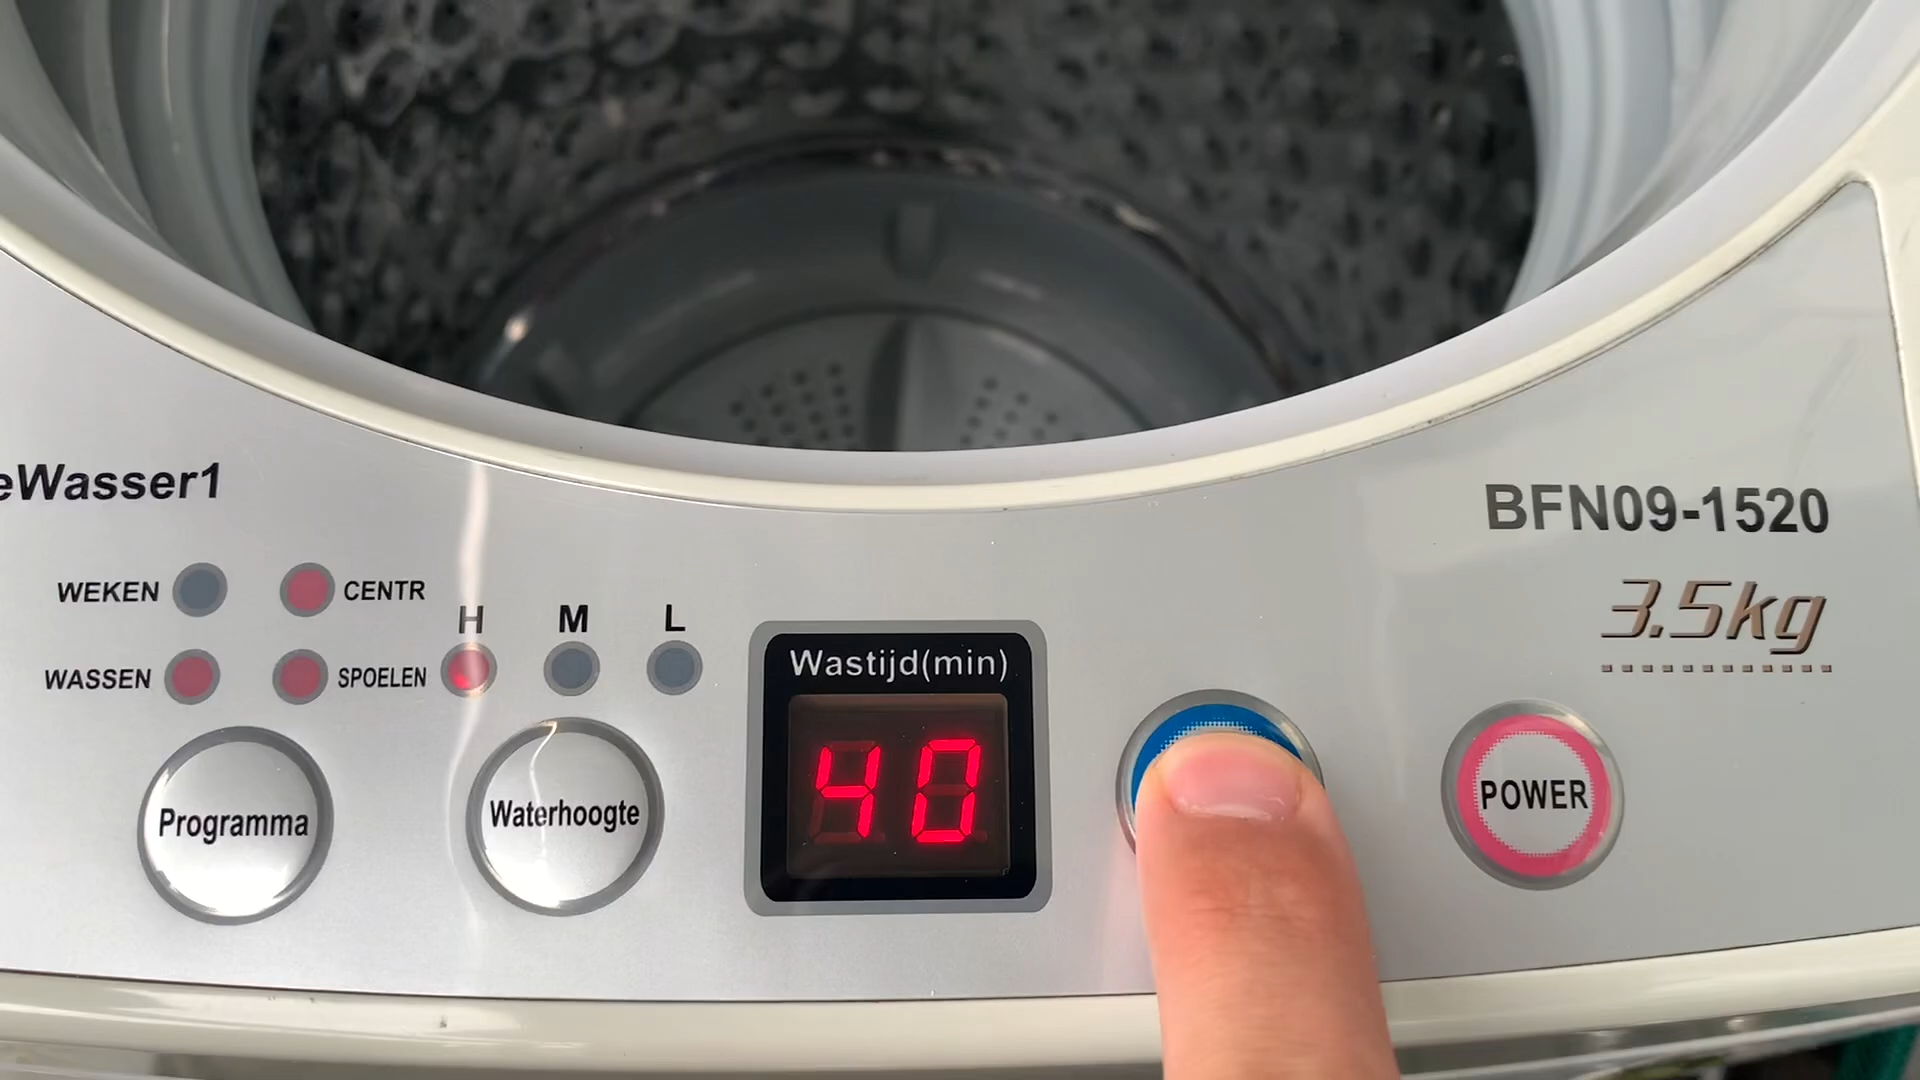 eWasser1
BFN09-1520
3.5kg
WEKEN
CENTR
WASSEN
SPOELEN
H
M
L
Wastijd(min)
40
Programma
Waterhoogte
POWER